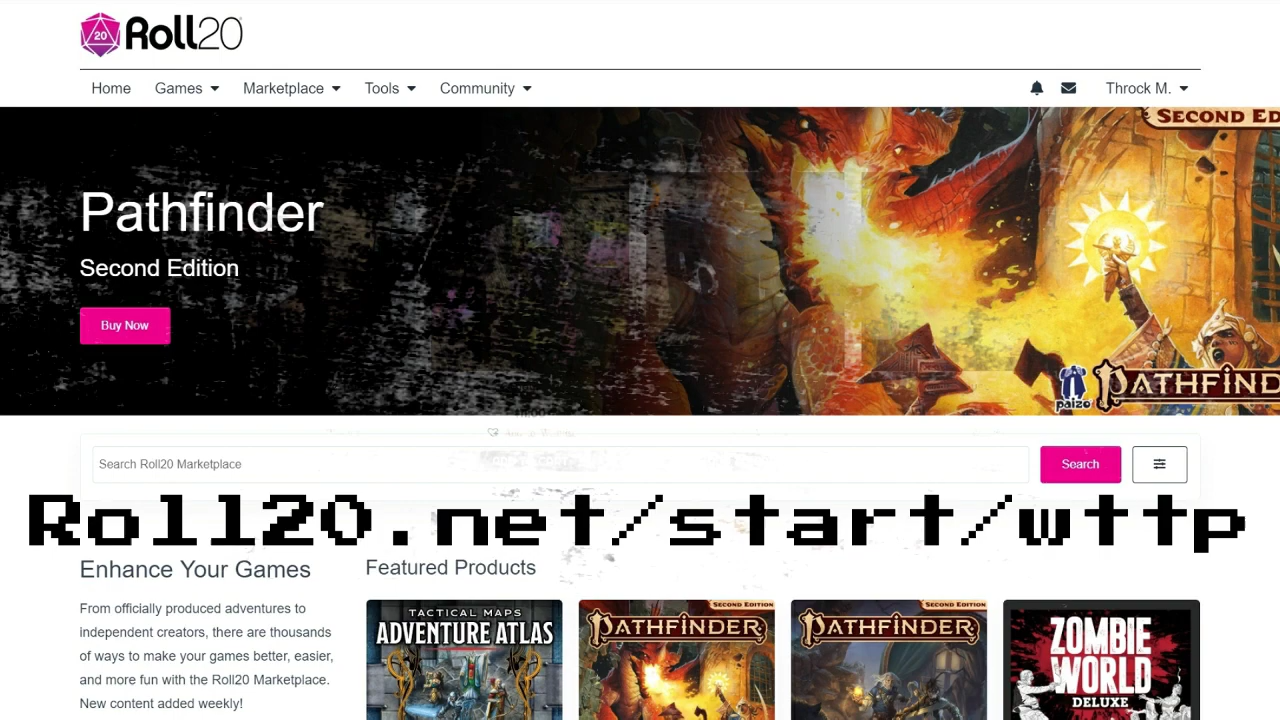 20 Roll20
Home Games Marketplace Tools Community Throck M.
SECOND ED
Pathfinder
Second Edition
Buy Now
paizo PATHFIND
Search Roll20 Marketplace Search
Roll20.net/start/wttp
Enhance Your Games
Featured Products
From officially produced adventures to
independent creators, there are thousands
of ways to make your games better, easier,
and more fun with the Roll20 Marketplace.
New content added weekly!
TACTICAL MAPS
ADVENTURE ATLAS
SECOND EDITION
PATHFINDER
SECOND EDITION
PATHFINDER
ZOMBIE
WORLD
DELUXE